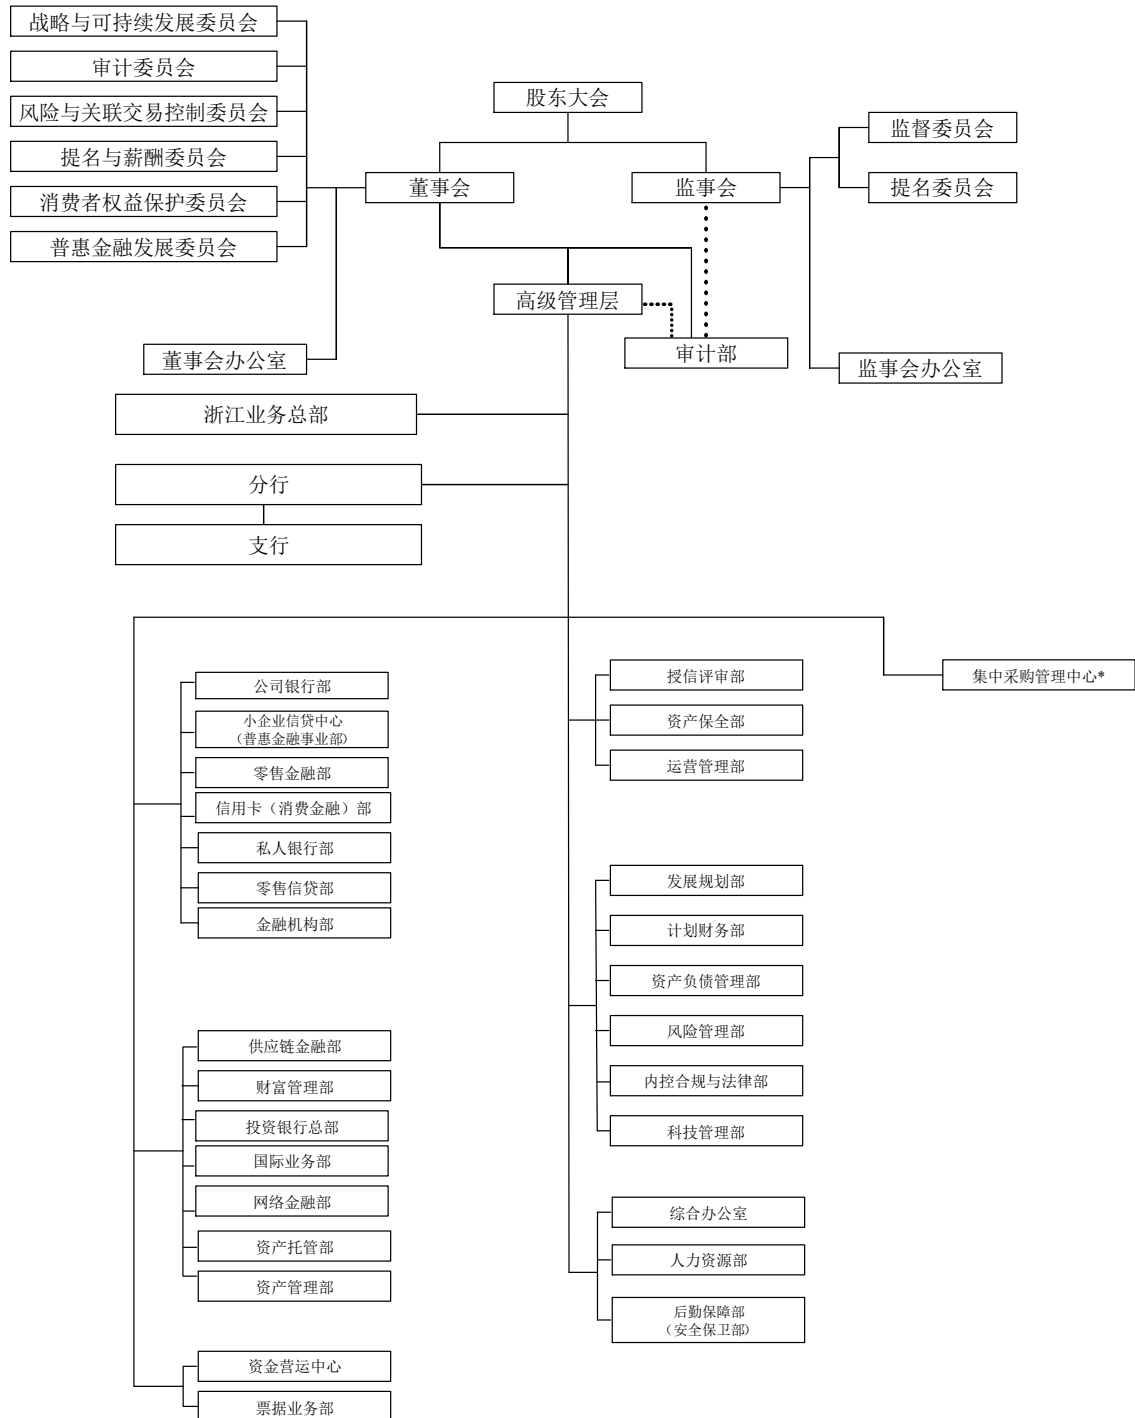 战略与可持续发展委员会
审计委员会
风险与关联交易控制委员会
提名与薪酬委员会
消费者权益保护委员会
普惠金融发展委员会
股东大会
董事会
监事会
监督委员会
提名委员会
高级管理层
审计部
董事会办公室
监事会办公室
浙江业务总部
分行
支行
公司银行部
小企业信贷中心
（普惠金融事业部）
零售金融部
信用卡（消费金融）部
私人银行部
零售信贷部
金融机构部
供应链金融部
财富管理部
投资银行总部
国际业务部
网络金融部
资产托管部
资产管理部
资金营运中心
票据业务部
授信评审部
资产保全部
运营管理部
发展规划部
计划财务部
资产负债管理部
风险管理部
内控合规与法律部
科技管理部
综合办公室
人力资源部
后勤保障部
（安全保卫部）
集中采购管理中心*